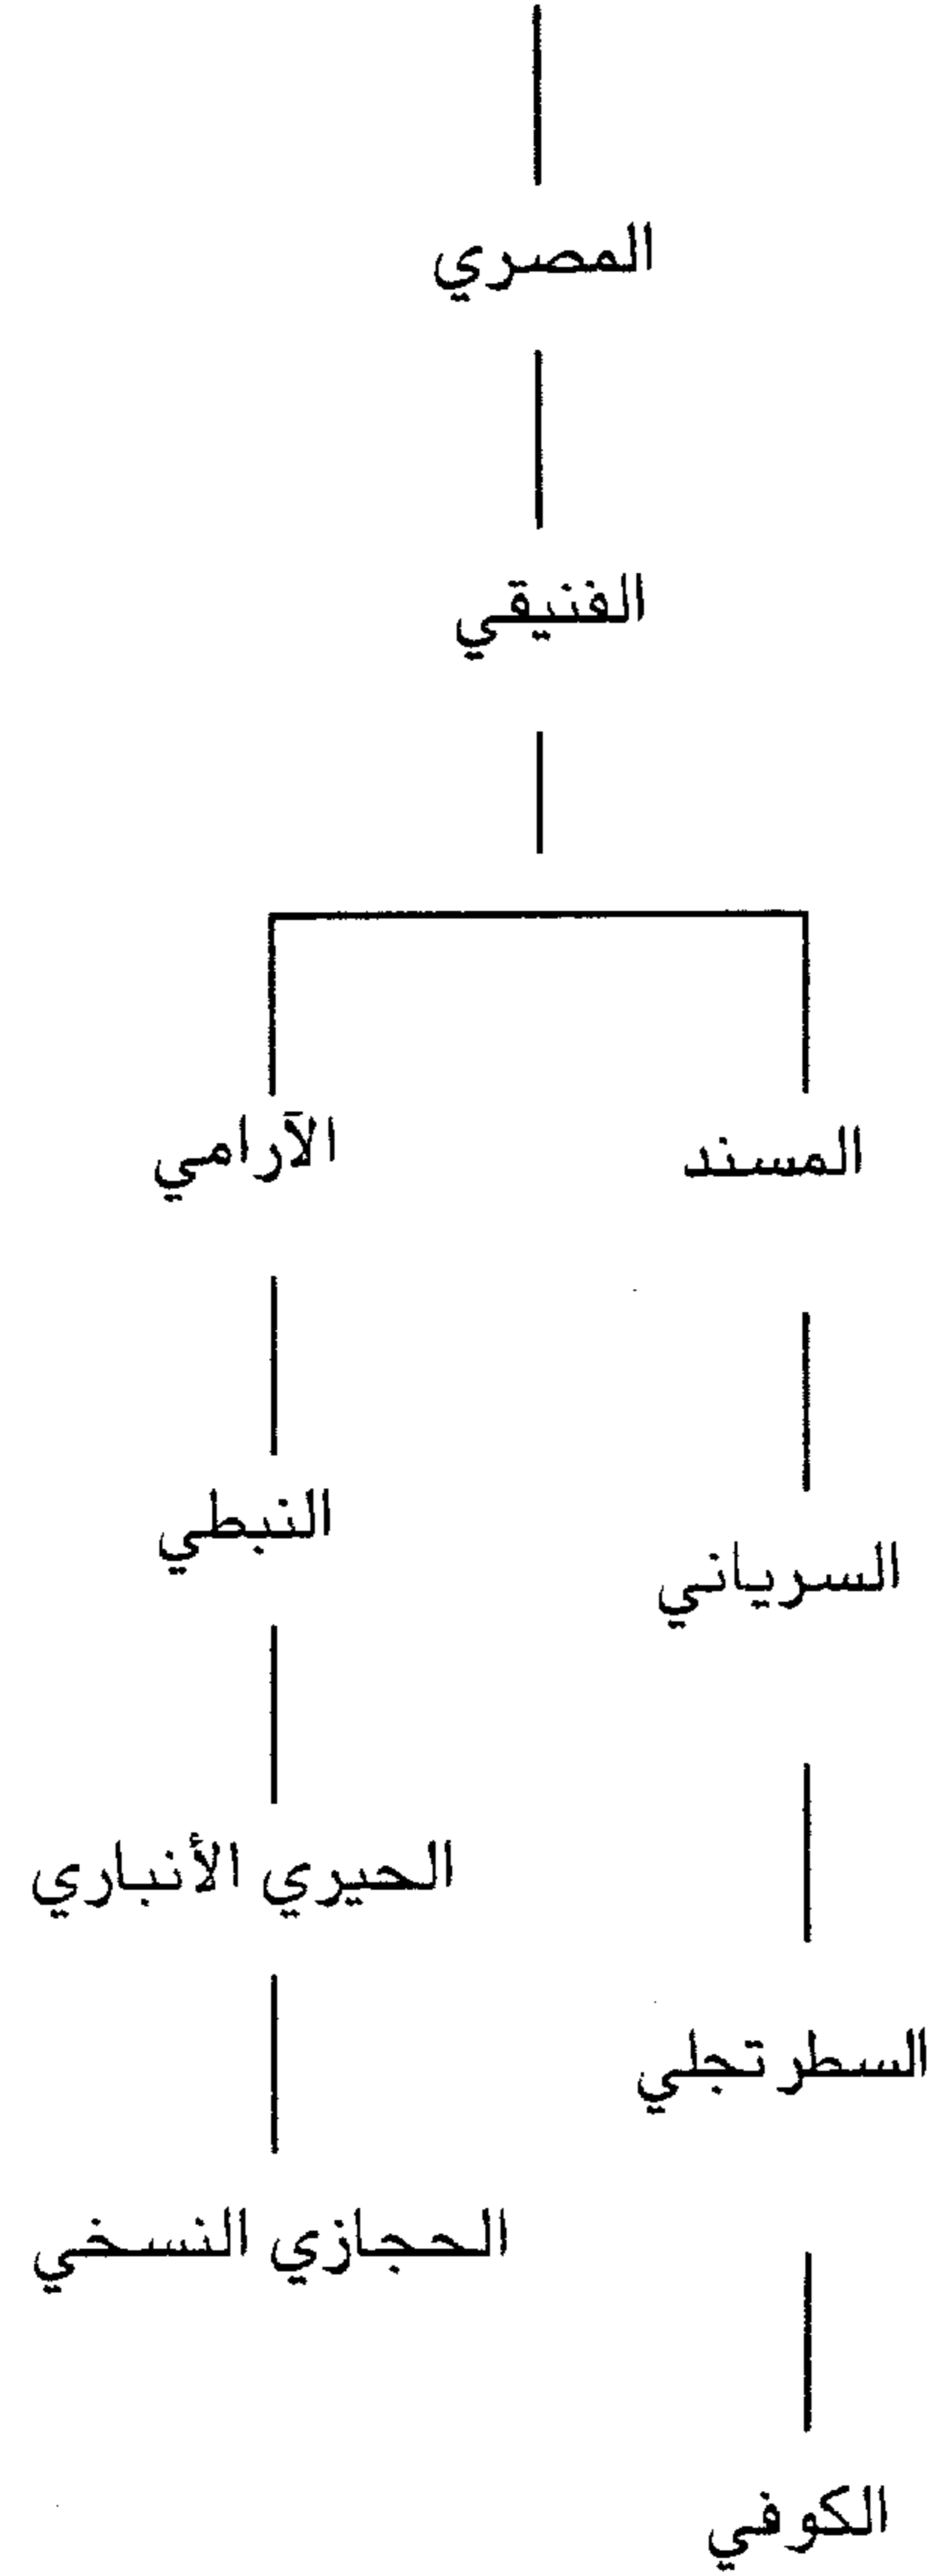 المصري
الفنيقي
المسند
الآرامي
النبطي
السرياني
الحيري الأنباري
السطرتجلي
الحجازي النسخي
الكوفي